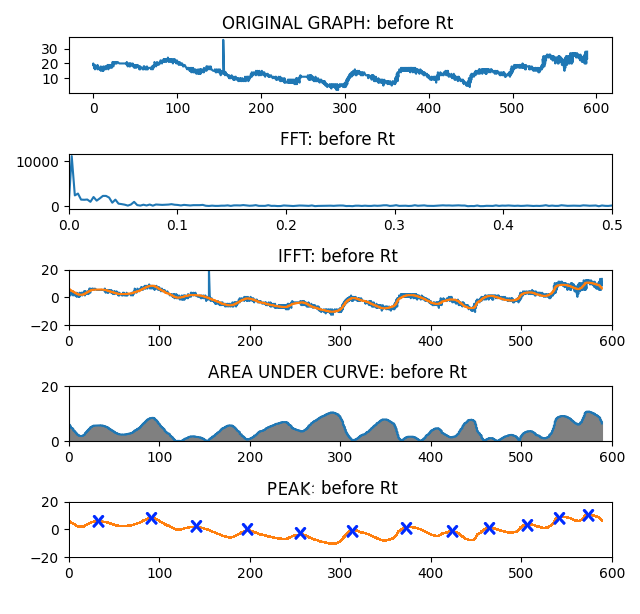 ORIGINAL GRAPH: before Rt
30
20
10
0 100 200 300 400 500 600
FFT: before Rt
10000
0
0.0 0.1 0.2 0.3 0.4 0.5
IFFT: before Rt
20
0
−20
0 100 200 300 400 500 600
AREA UNDER CURVE: before Rt
20
0
0 100 200 300 400 500 600
PEAK: before Rt
20
0
−20
0 100 200 300 400 500 600